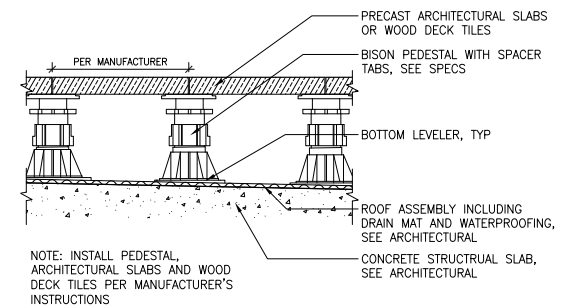 PRECAST ARCHITECTURAL SLABS
OR WOOD DECK TILES
PER MANUFACTURER
BISON PEDESTAL WITH SPACER
TABS, SEE SPECS
BOTTOM LEVELER, TYP
ROOF ASSEMBLY INCLUDING
DRAIN MAT AND WATERPROOFING,
SEE ARCHITECTURAL
CONCRETE STRUCTRUAL SLAB,
SEE ARCHITECTURAL
NOTE: INSTALL PEDESTAL,
ARCHITECTURAL SLABS AND WOOD
DECK TILES PER MANUFACTURER'S
INSTRUCTIONS